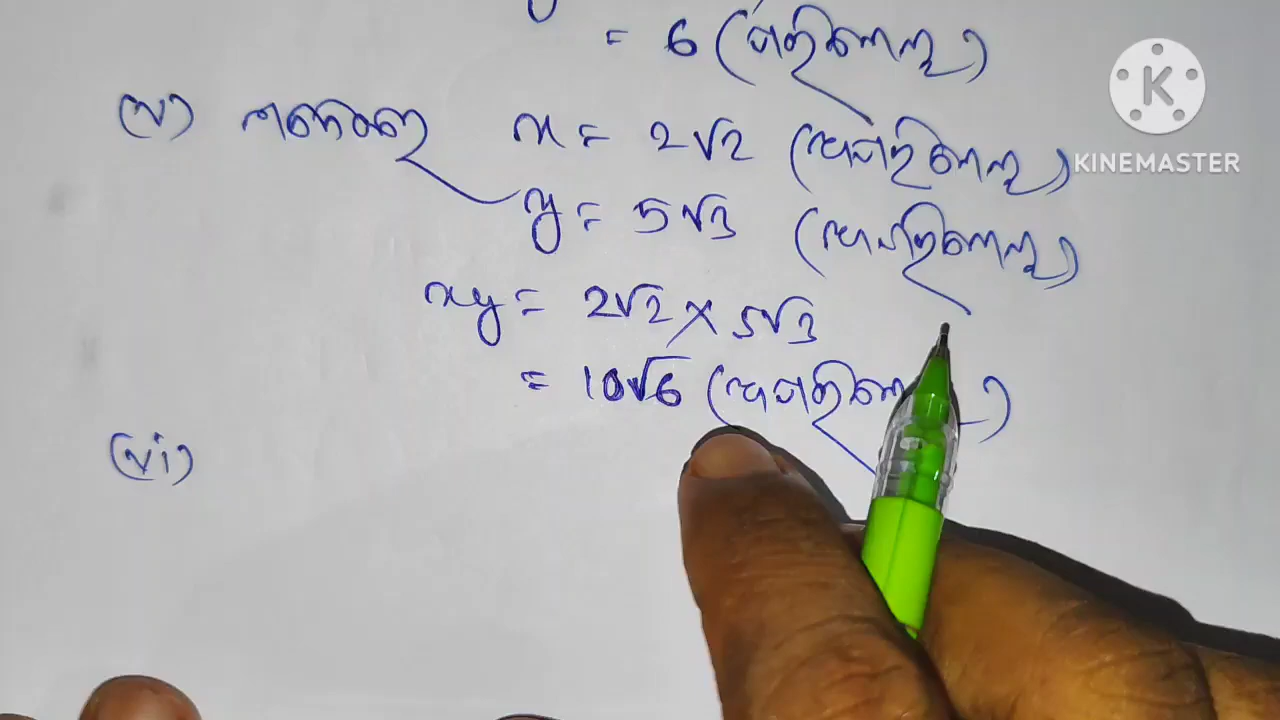 = 6 (ପରିମେୟ)
(v) ମନେକର x = 2√2 (ଅପରିମେୟ)
y = 5√3 (ଅପରିମେୟ)
xy = 2√2 × 5√3
= 10√6
(vi)
KINEMASTER